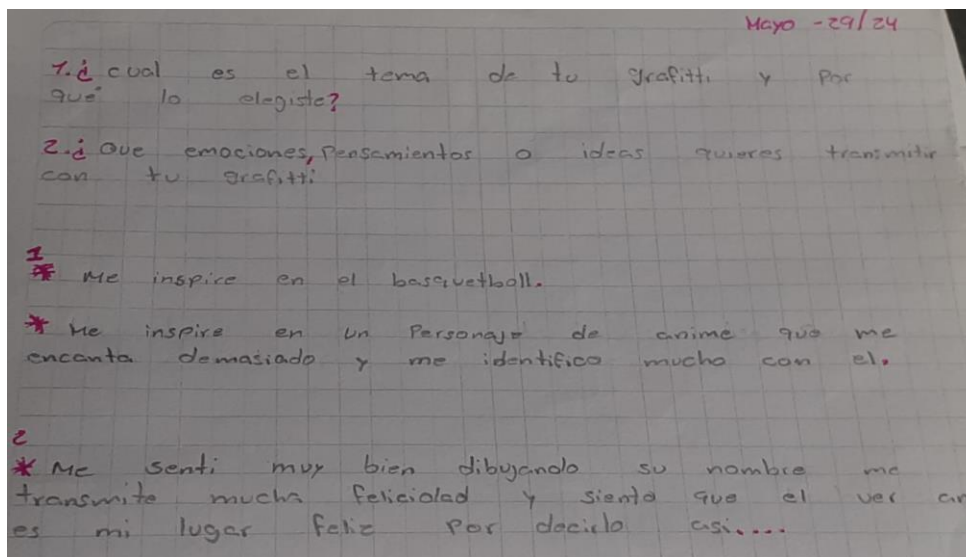 Mayo - 29/24
1. ¿ cual es el tema de tu grafitti y Por
qué lo elegiste?
2. ¿ Que emociones, Pensamientos o ideas quieres transmitir
con tu grafitti
1
* Me inspire en el basquetball.
* Me inspire en un Personaje de anime que me
encanta demasiado y me identifico mucho con el.
2
* Me senti muy bien dibujando su nombre me
transmite mucha felicidad y siento que el ver an
es mi lugar feliz Por decirlo asi....